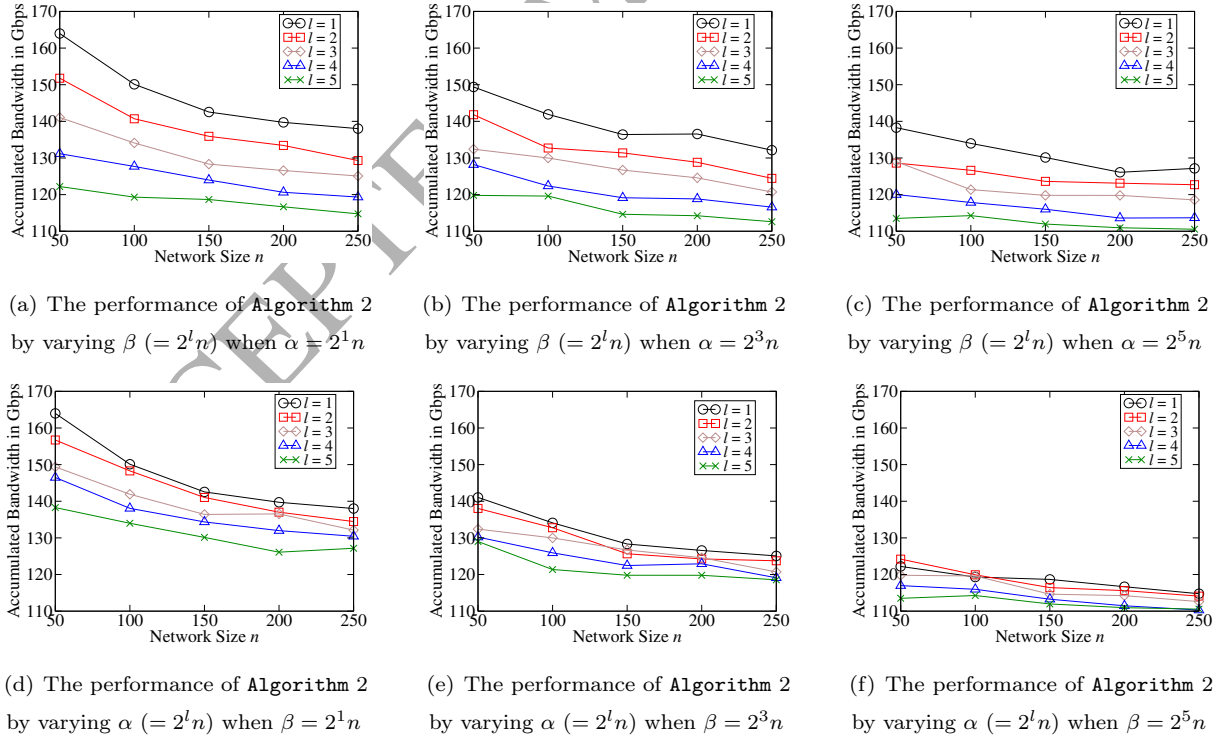 170
160
150
140
130
120
110
50
100
150
200
250
Accumulated Bandwidth in Gbps
Network Size n
l = 1
l = 2
l = 3
l = 4
l = 5
(a) The performance of Algorithm 2
by varying β (= 2^l n) when α = 2^1 n
170
160
150
140
130
120
110
50
100
150
200
250
Accumulated Bandwidth in Gbps
Network Size n
l = 1
l = 2
l = 3
l = 4
l = 5
(b) The performance of Algorithm 2
by varying β (= 2^l n) when α = 2^3 n
170
160
150
140
130
120
110
50
100
150
200
250
Accumulated Bandwidth in Gbps
Network Size n
l = 1
l = 2
l = 3
l = 4
l = 5
(c) The performance of Algorithm 2
by varying β (= 2^l n) when α = 2^5 n
170
160
150
140
130
120
110
50
100
150
200
250
Accumulated Bandwidth in Gbps
Network Size n
l = 1
l = 2
l = 3
l = 4
l = 5
(d) The performance of Algorithm 2
by varying α (= 2^l n) when β = 2^1 n
170
160
150
140
130
120
110
50
100
150
200
250
Accumulated Bandwidth in Gbps
Network Size n
l = 1
l = 2
l = 3
l = 4
l = 5
(e) The performance of Algorithm 2
by varying α (= 2^l n) when β = 2^3 n
170
160
150
140
130
120
110
50
100
150
200
250
Accumulated Bandwidth in Gbps
Network Size n
l = 1
l = 2
l = 3
l = 4
l = 5
(f) The performance of Algorithm 2
by varying α (= 2^l n) when β = 2^5 n
CEPTE